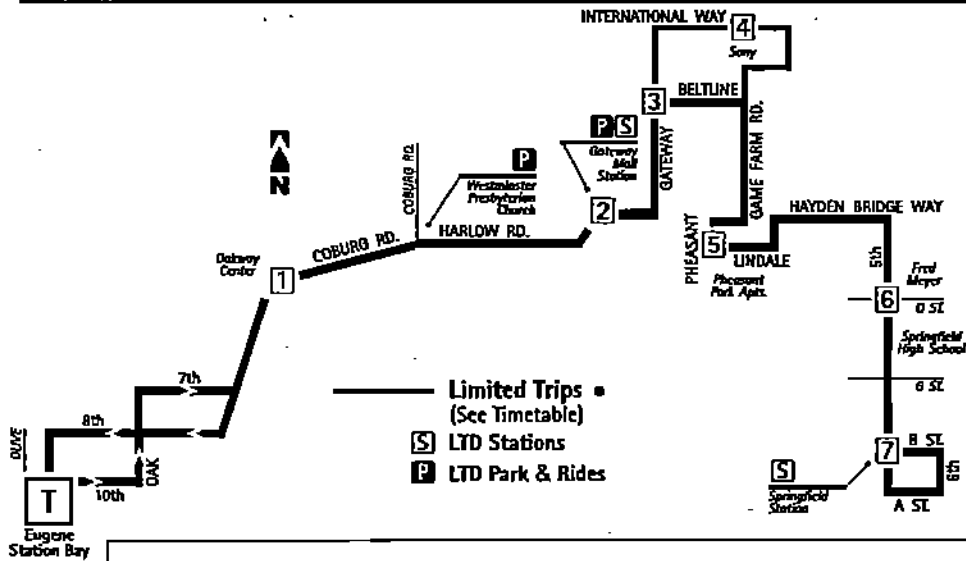 INTERNATIONAL WAY
4
Sony
3
BELTLINE
P S
Gateway
Mall
Station
GATEWAY
GAME FARM RD.
N
P
Westminster
Presbyterian
Church
COBURG RD.
2
HAYDEN BRIDGE WAY
HARLOW RD.
PHEASANT
5
LINDALE
Pheasant
Park Apts.
5th
Oakway
Center
1
COBURG RD.
Fred
Meyer
6
Springfield
High School
G ST.
7th
8th
OLIVE
OAK
10th
T
Eugene
Station Bay
Limited Trips •
(See Timetable)
S LTD Stations
P LTD Park & Rides
7
B ST.
6th
A ST.
S
Springfield
Station